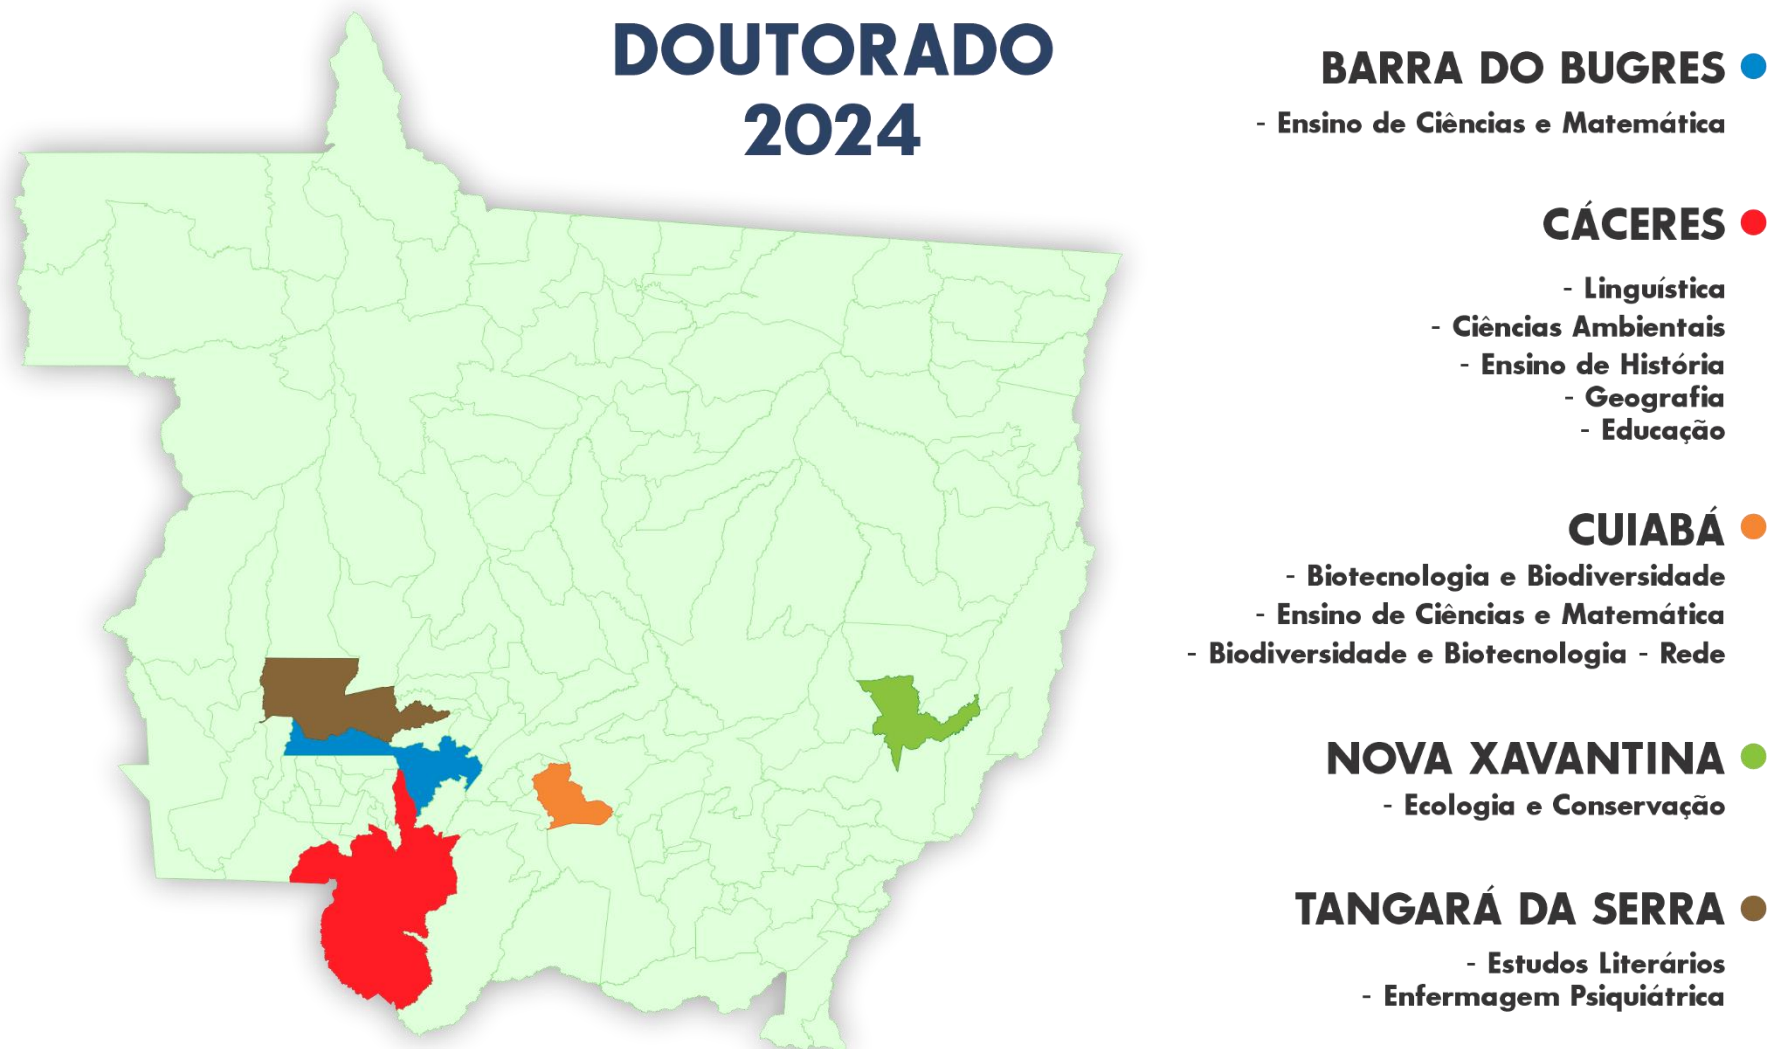 DOUTORADO
2024
BARRA DO BUGRES
- Ensino de Ciências e Matemática
CÁCERES
- Linguística
- Ciências Ambientais
- Ensino de História
- Geografia
- Educação
CUIABÁ
- Biotecnologia e Biodiversidade
- Ensino de Ciências e Matemática
- Biodiversidade e Biotecnologia - Rede
NOVA XAVANTINA
- Ecologia e Conservação
TANGARÁ DA SERRA
- Estudos Literários
- Enfermagem Psiquiátrica